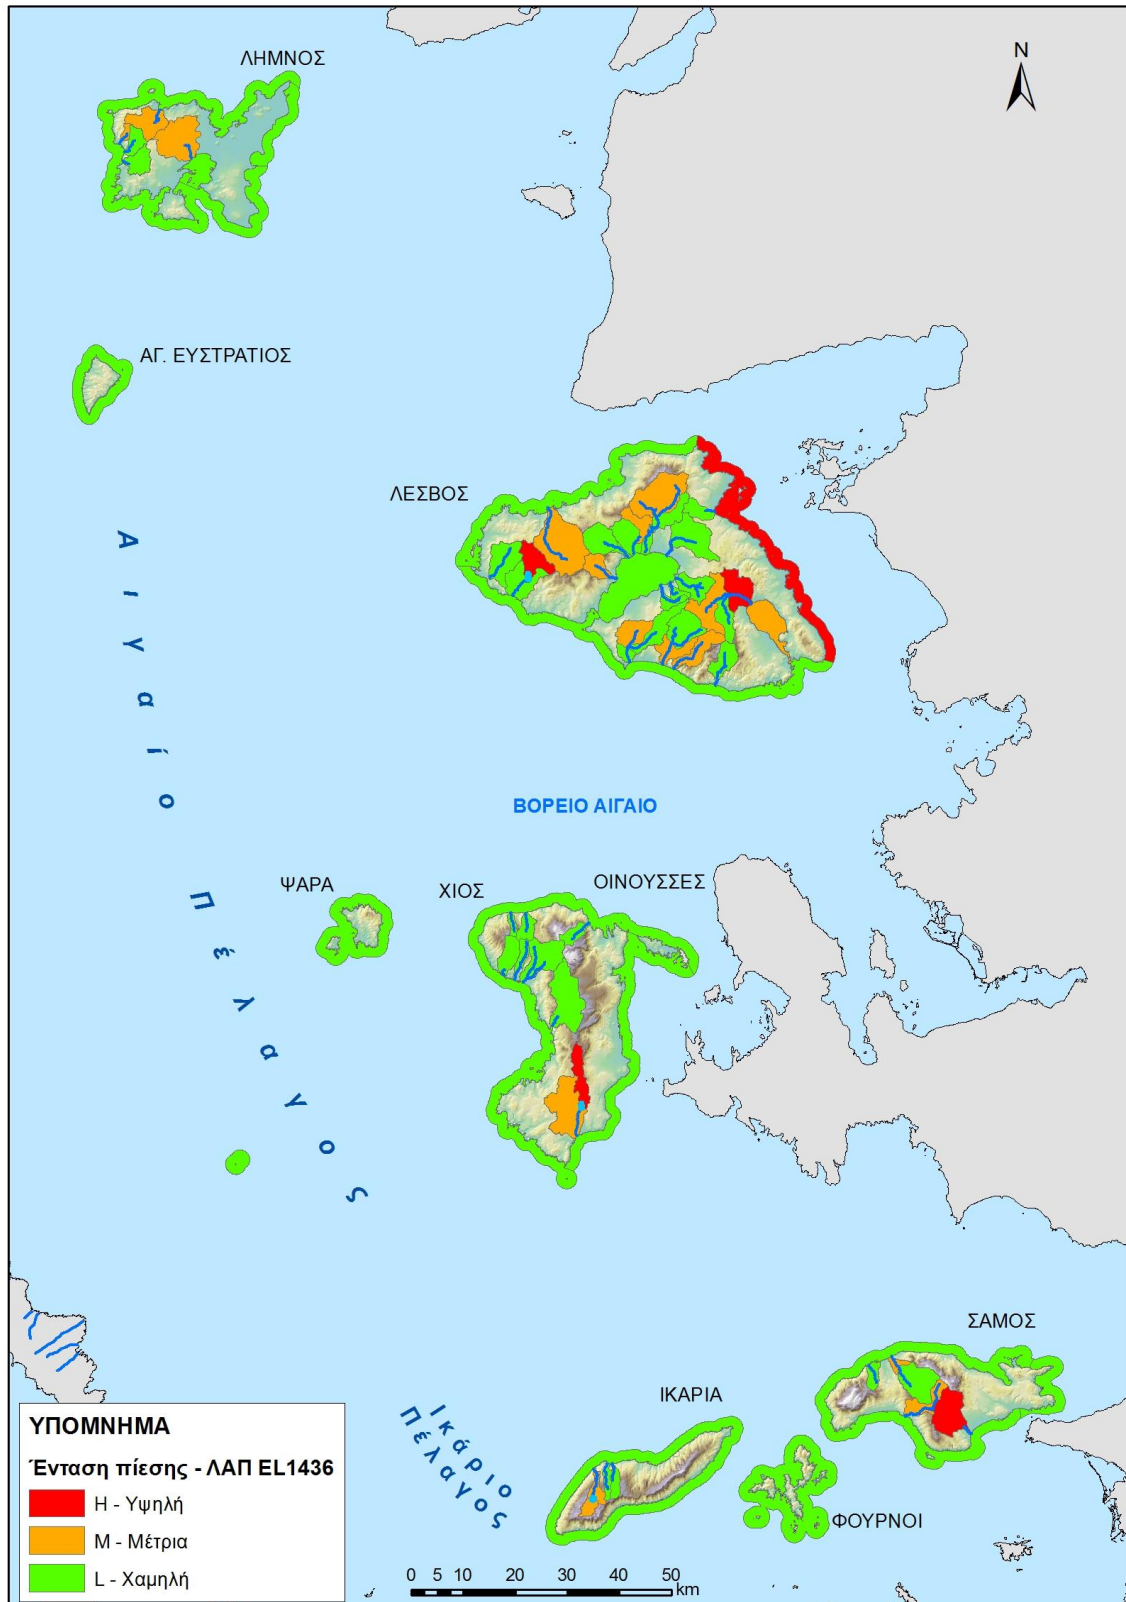 ΛΗΜΝΟΣ
N
ΑΓ. ΕΥΣΤΡΑΤΙΟΣ
ΛΕΣΒΟΣ
Αιγαίο
Πέλαγος
ΒΟΡΕΙΟ ΑΙΓΑΙΟ
ΨΑΡΑ
ΧΙΟΣ
ΟΙΝΟΥΣΣΕΣ
ΣΑΜΟΣ
ΙΚΑΡΙΑ
Ικάριο
Πέλαγος
ΦΟΥΡΝΟΙ
ΥΠΟΜΝΗΜΑ
Ένταση πίεσης - ΛΑΠ EL1436
H - Υψηλή
M - Μέτρια
L - Χαμηλή
0 5 10 20 30 40 50 km